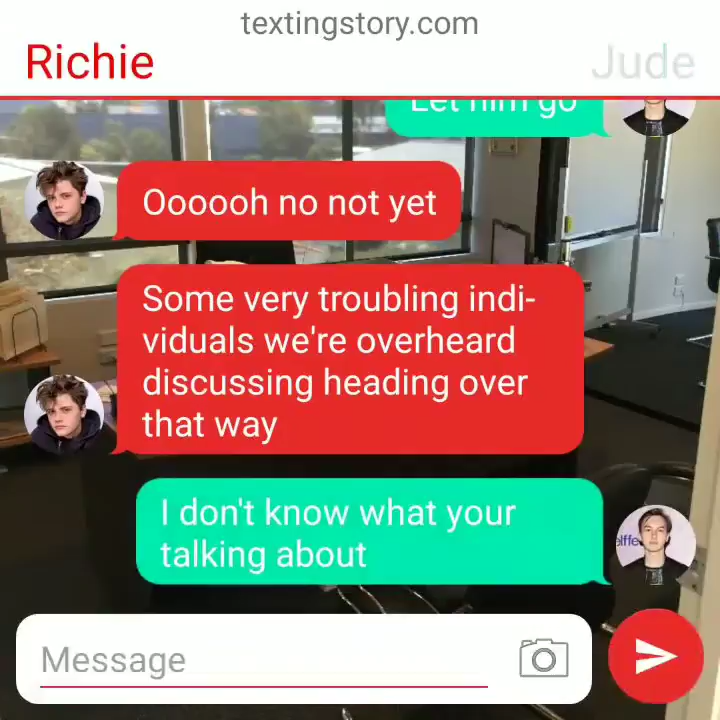 textingstory.com
Richie
Jude
Let him go
Oooooh no not yet
Some very troubling indi-
viduals we're overheard
discussing heading over
that way
I don't know what your
talking about
elffe
Message